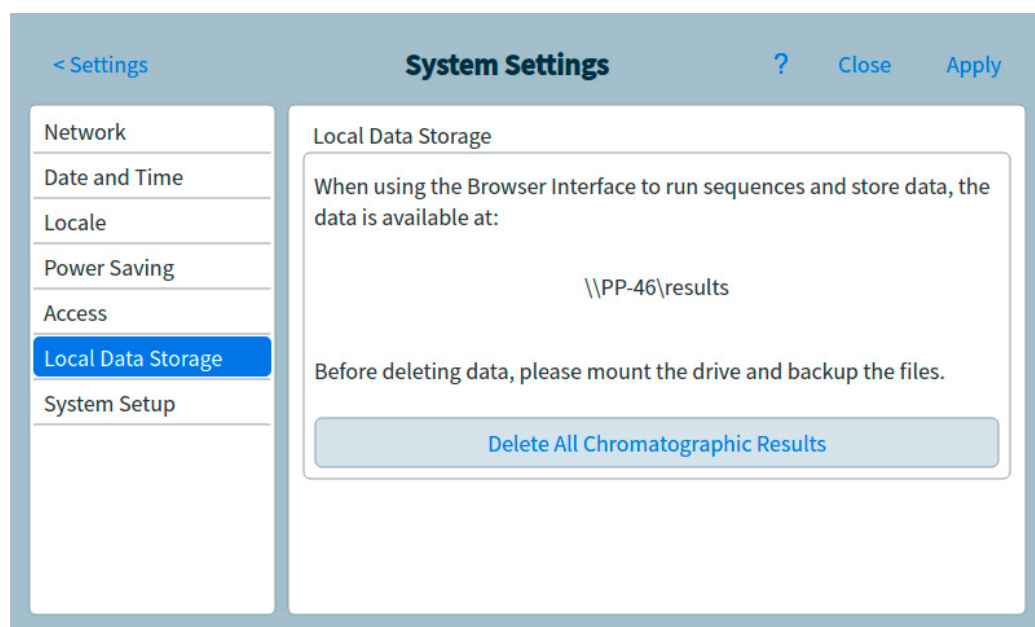 < Settings
System Settings
?
Close
Apply
Network
Date and Time
Locale
Power Saving
Access
Local Data Storage
System Setup
Local Data Storage
When using the Browser Interface to run sequences and store data, the
data is available at:
\\PP-46\results
Before deleting data, please mount the drive and backup the files.
Delete All Chromatographic Results